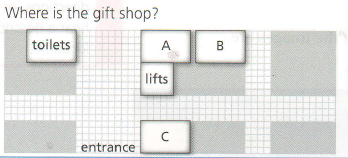 Where is the gift shop?
toilets A B
lifts
entrance C